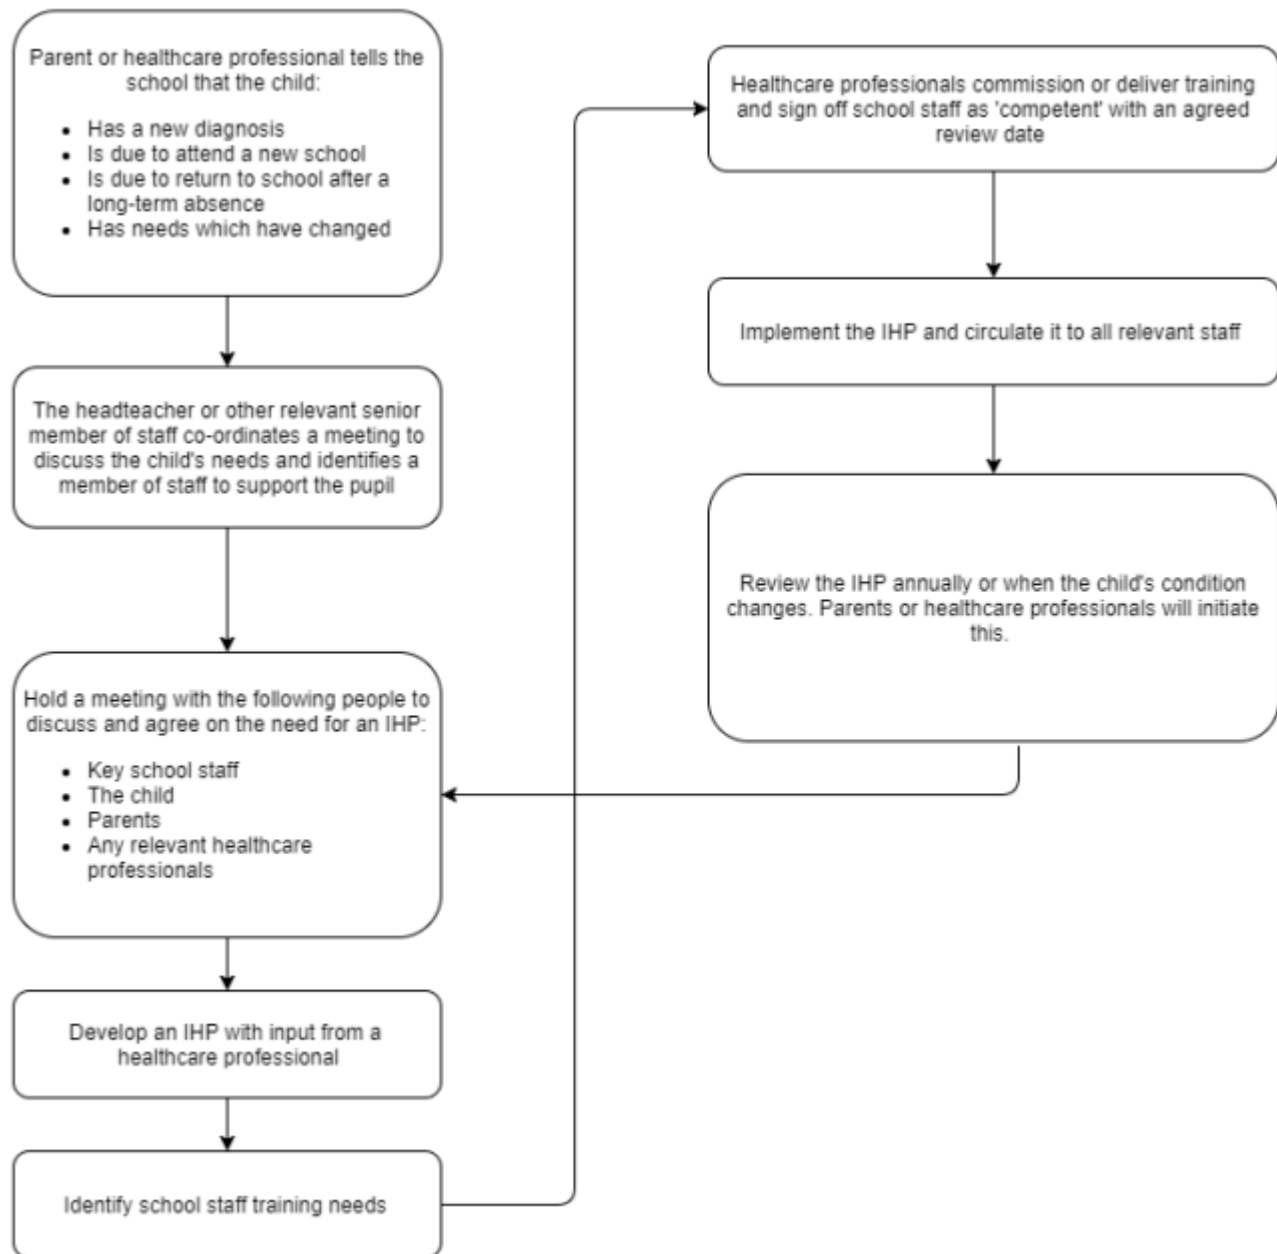 Parent or healthcare professional tells the
school that the child:
• Has a new diagnosis
• Is due to attend a new school
• Is due to return to school after a
long-term absence
• Has needs which have changed
The headteacher or other relevant senior
member of staff co-ordinates a meeting to
discuss the child's needs and identifies a
member of staff to support the pupil
Hold a meeting with the following people to
discuss and agree on the need for an IHP:
• Key school staff
• The child
• Parents
• Any relevant healthcare
professionals
Develop an IHP with input from a
healthcare professional
Identify school staff training needs
Healthcare professionals commission or deliver training
and sign off school staff as 'competent' with an agreed
review date
Implement the IHP and circulate it to all relevant staff
Review the IHP annually or when the child's condition
changes. Parents or healthcare professionals will initiate
this.